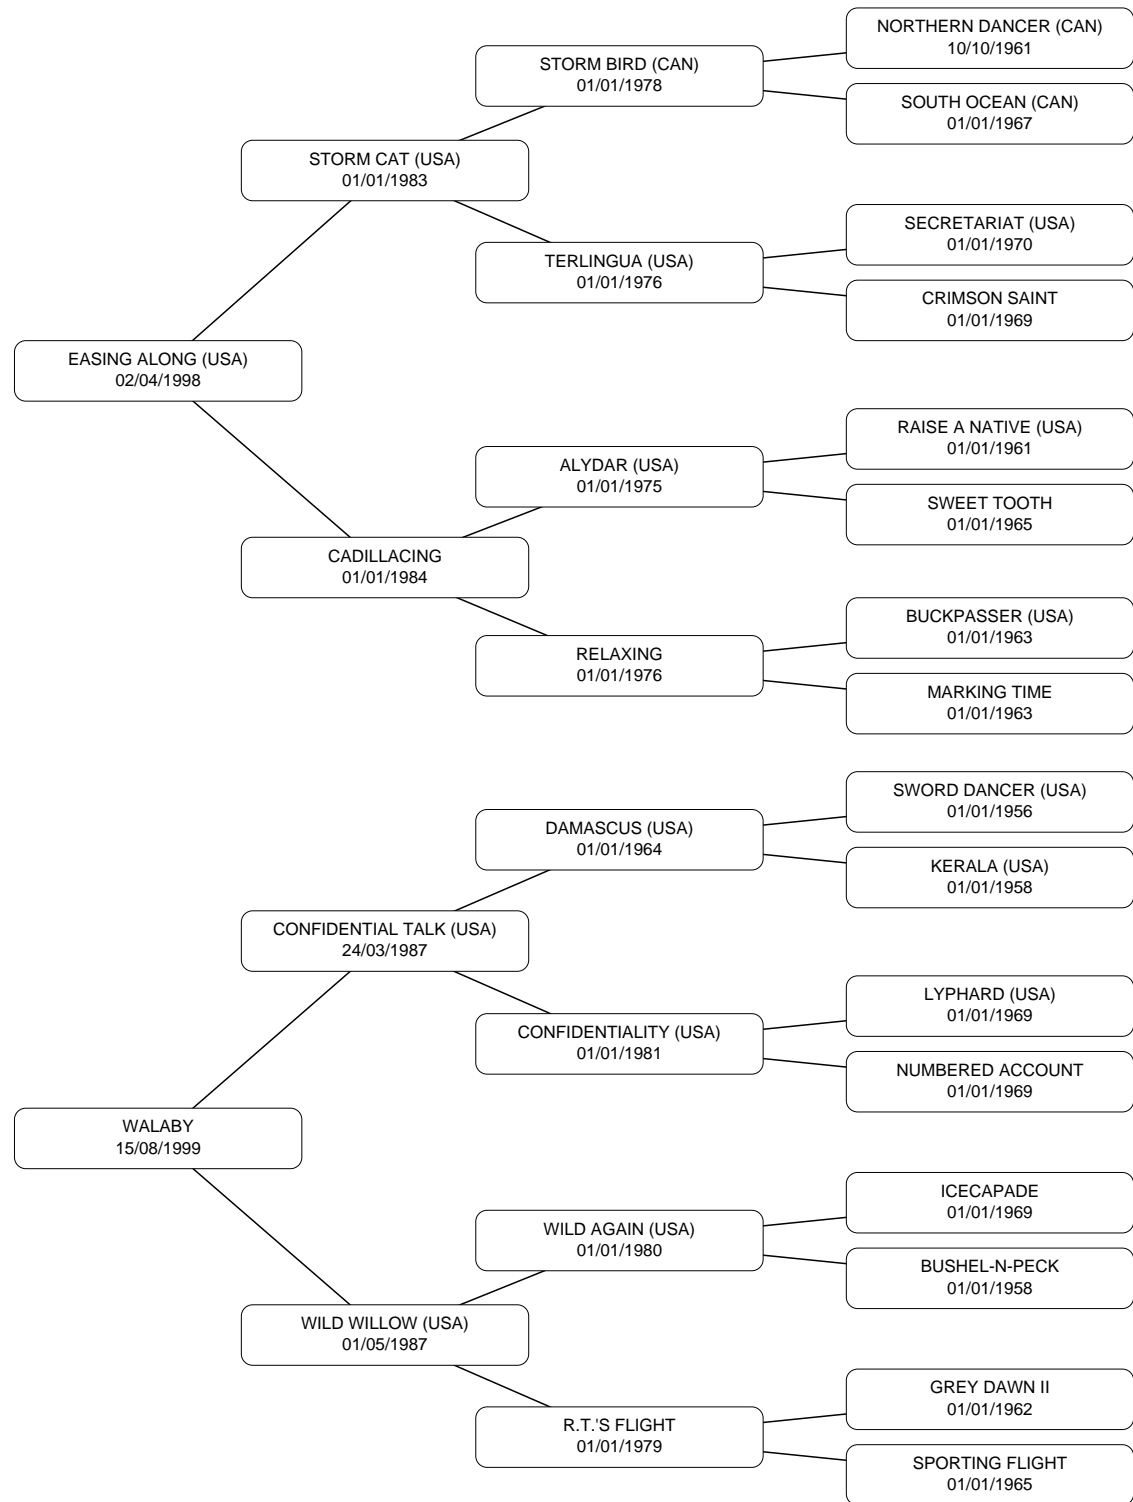 NORTHERN DANCER (CAN)
10/10/1961
STORM BIRD (CAN)
01/01/1978
SOUTH OCEAN (CAN)
01/01/1967
STORM CAT (USA)
01/01/1983
SECRETARIAT (USA)
01/01/1970
TERLINGUA (USA)
01/01/1976
CRIMSON SAINT
01/01/1969
EASING ALONG (USA)
02/04/1998
RAISE A NATIVE (USA)
01/01/1961
ALYDAR (USA)
01/01/1975
SWEET TOOTH
01/01/1965
CADILLACING
01/01/1984
BUCKPASSER (USA)
01/01/1963
RELAXING
01/01/1976
MARKING TIME
01/01/1963
SWORD DANCER (USA)
01/01/1956
DAMASCUS (USA)
01/01/1964
KERALA (USA)
01/01/1958
CONFIDENTIAL TALK (USA)
24/03/1987
LYPHARD (USA)
01/01/1969
CONFIDENTIALITY (USA)
01/01/1981
NUMBERED ACCOUNT
01/01/1969
WALABY
15/08/1999
ICECAPADE
01/01/1969
WILD AGAIN (USA)
01/01/1980
BUSHEL-N-PECK
01/01/1958
WILD WILLOW (USA)
01/05/1987
GREY DAWN II
01/01/1962
R.T.'S FLIGHT
01/01/1979
SPORTING FLIGHT
01/01/1965